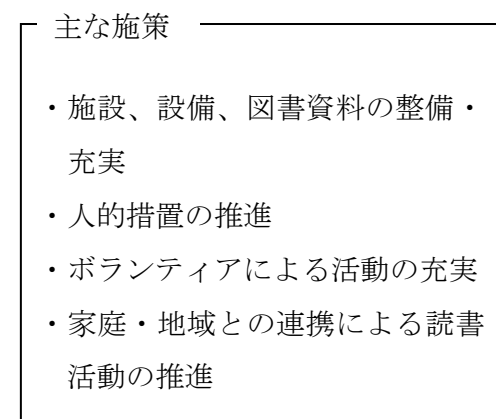 主な施策
・施設、設備、図書資料の整備・
充実
・人的措置の推進
・ボランティアによる活動の充実
・家庭・地域との連携による読書
活動の推進